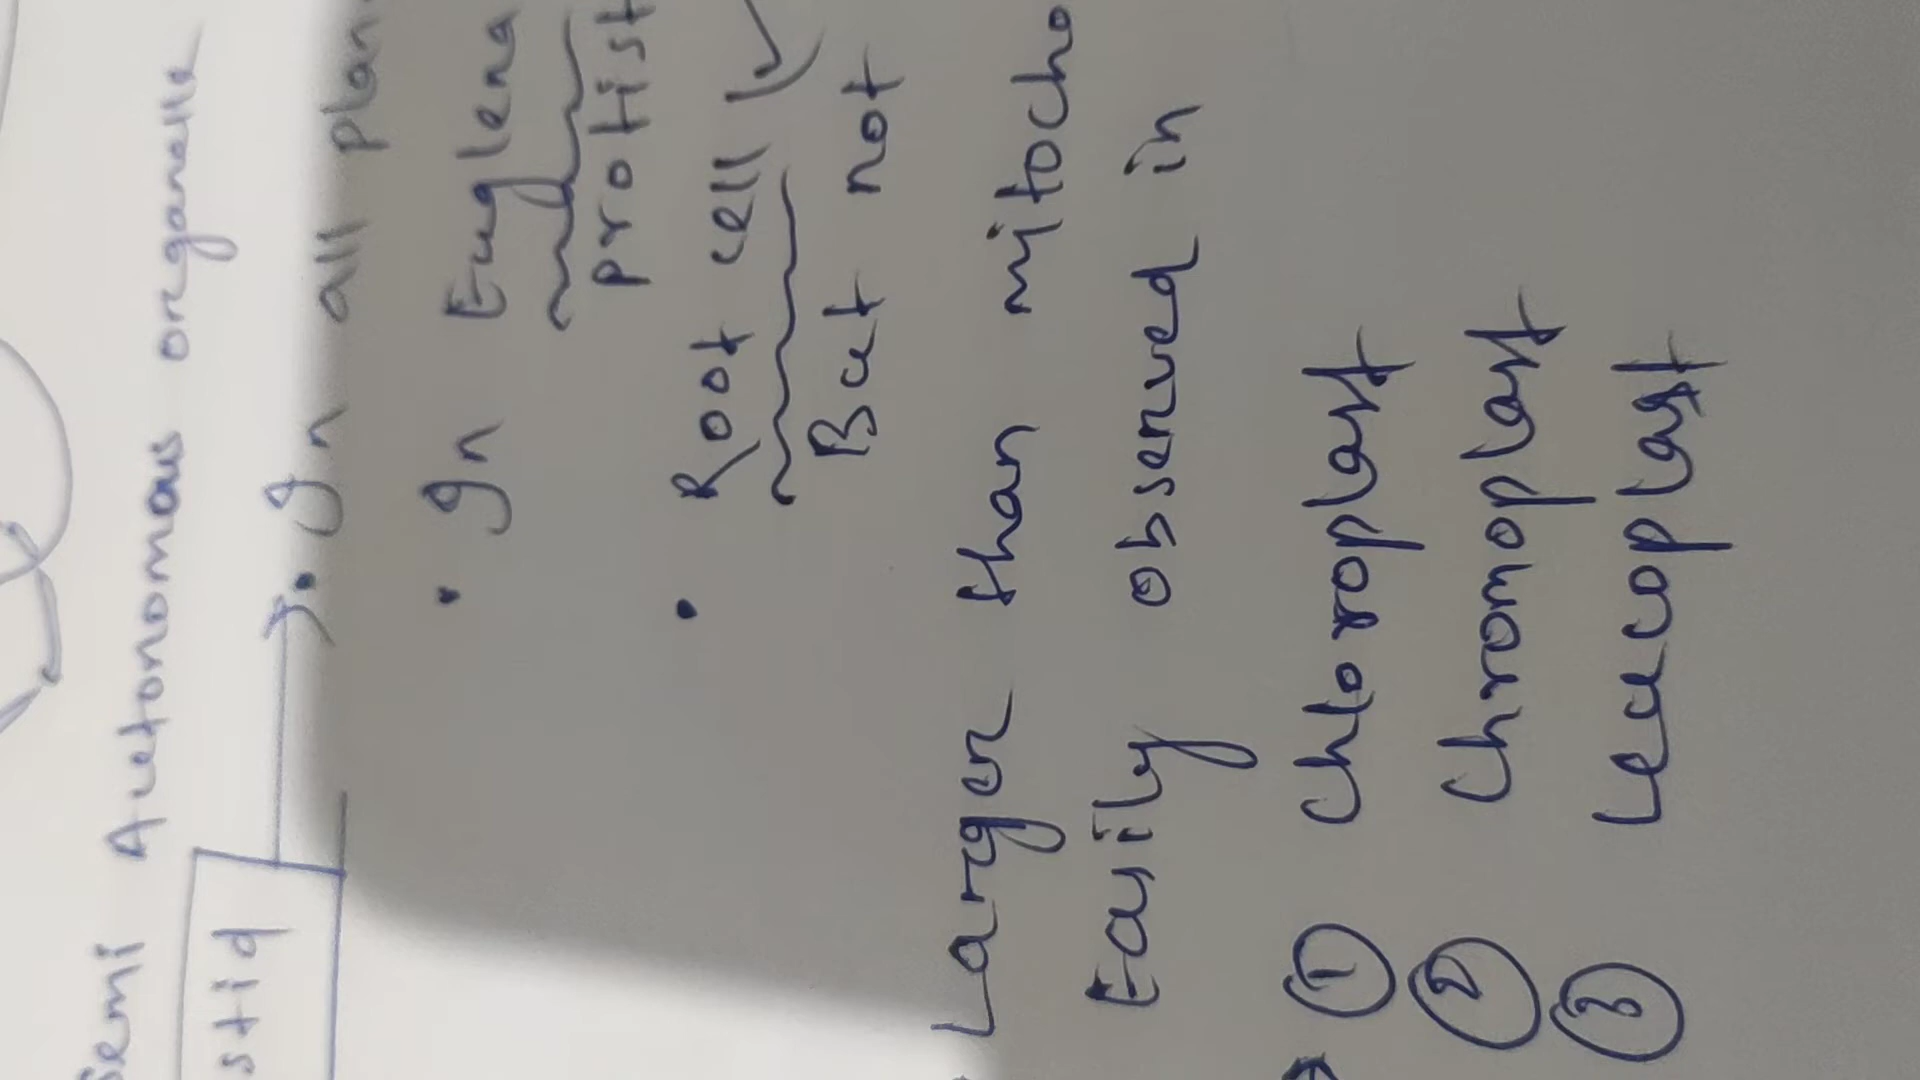 Semi Autonomous organelle
stid
• In all plan
• In Euglena
protist
• Root cell
But not
Larger than mitocho
Easily observed in
① Chloroplast
② Chromoplast
③ Leucoplast